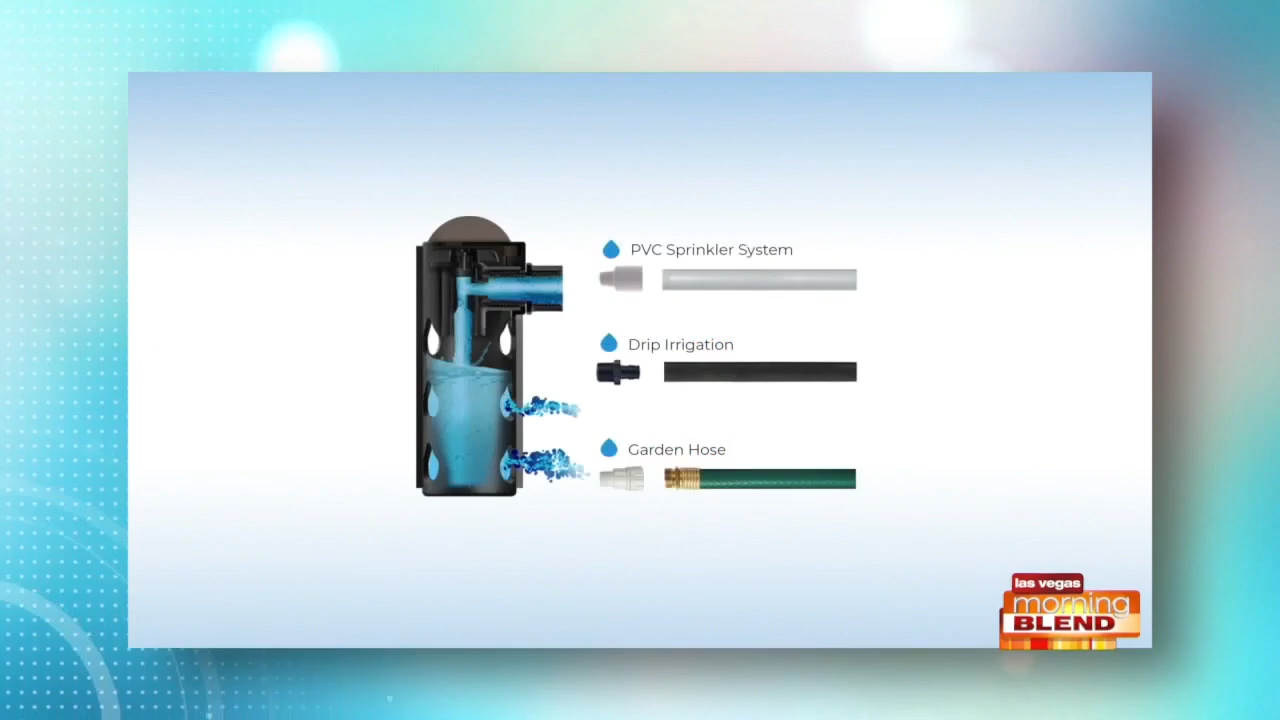 PVC Sprinkler System
Drip Irrigation
Garden Hose
las vegas
morning
BLEND